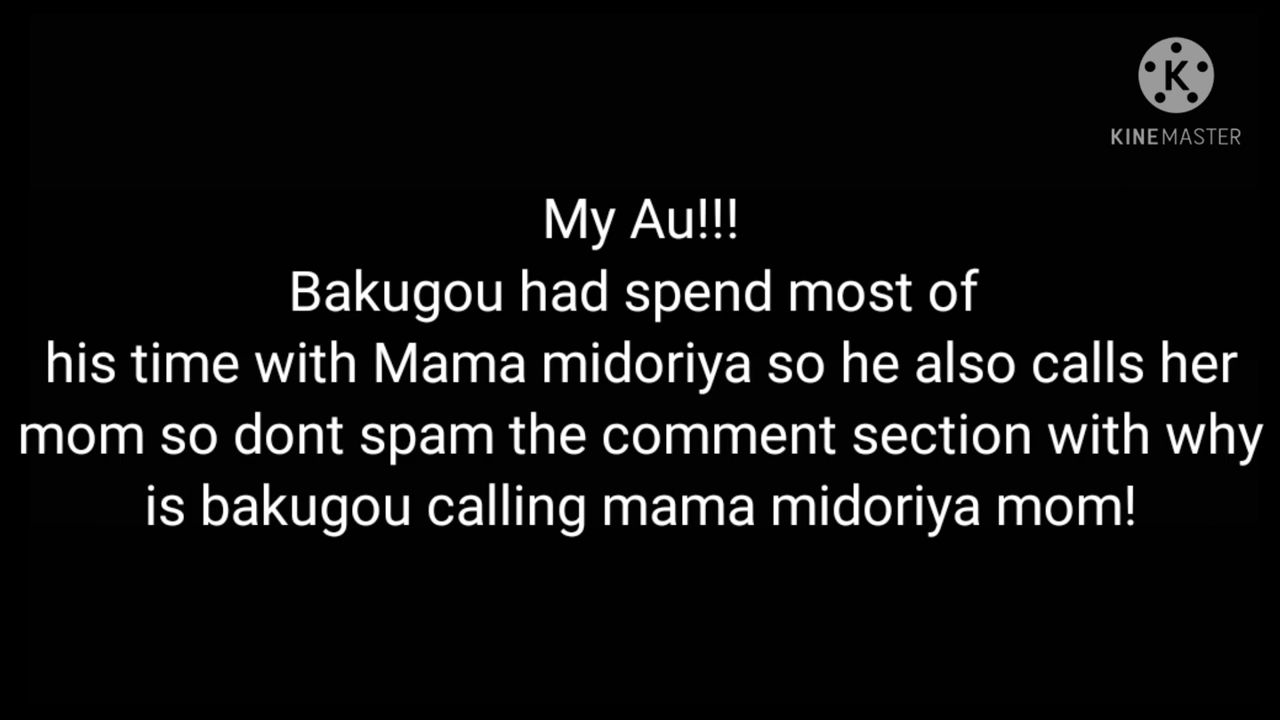 KINEMASTER
My Au!!!
Bakugou had spend most of
his time with Mama midoriya so he also calls her
mom so dont spam the comment section with why
is bakugou calling mama midoriya mom!